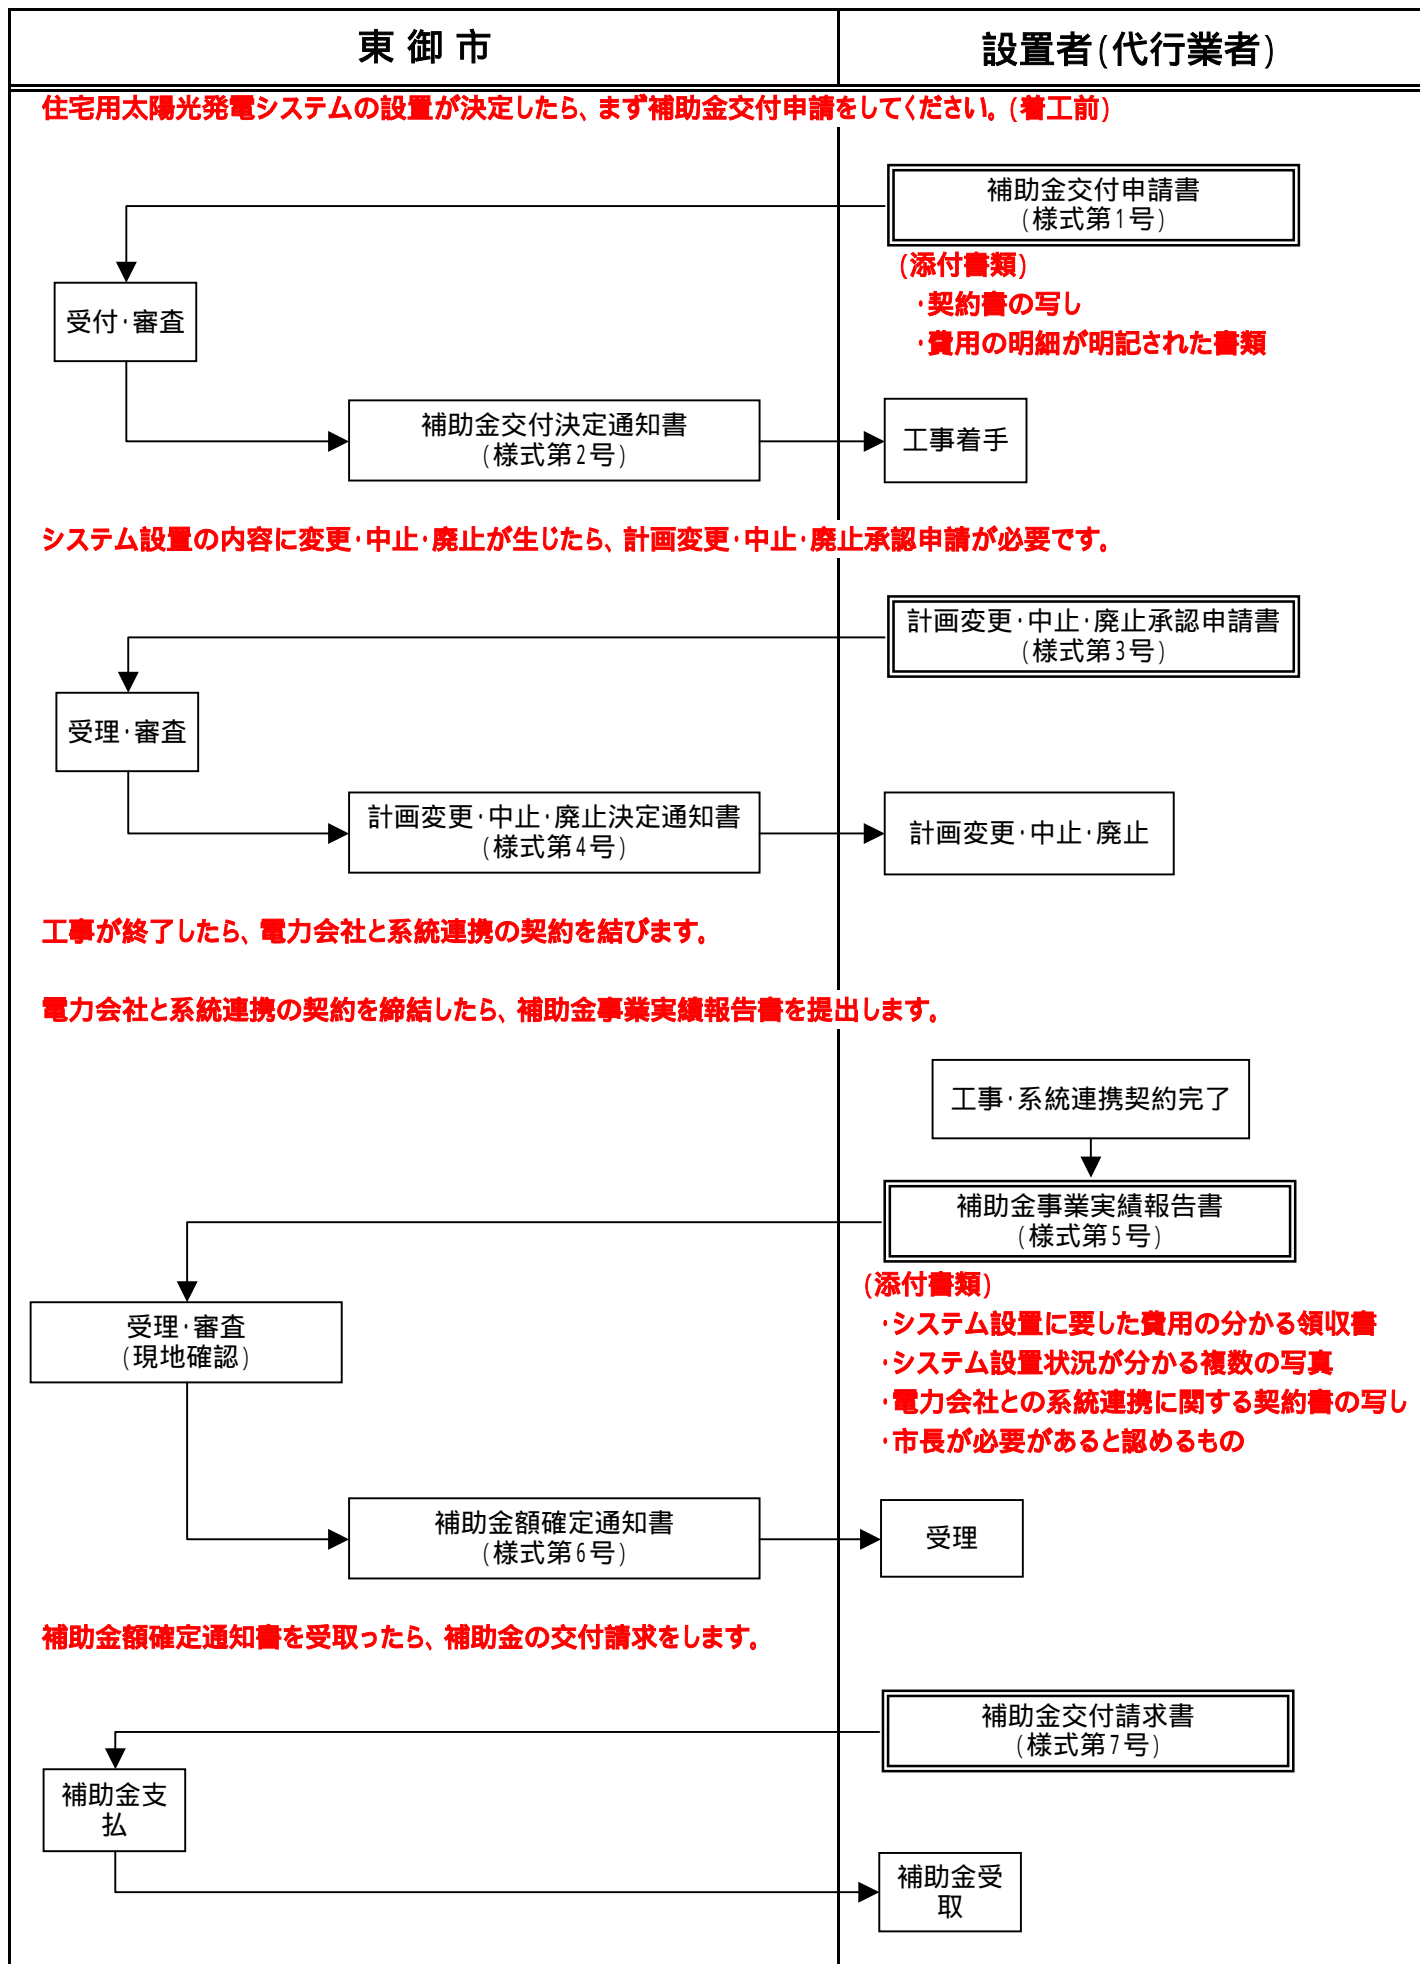 東御市
設置者(代行業者)
住宅用太陽光発電システムの設置が決定したら、まず補助金交付申請をしてください。(着工前)
補助金交付申請書
(様式第1号)
(添付書類)
・契約書の写し
・費用の明細が明記された書類
受付・審査
補助金交付決定通知書
(様式第2号)
工事着手
システム設置の内容に変更・中止・廃止が生じたら、計画変更・中止・廃止承認申請が必要です。
計画変更・中止・廃止承認申請書
(様式第3号)
受理・審査
計画変更・中止・廃止決定通知書
(様式第4号)
計画変更・中止・廃止
工事が終了したら、電力会社と系統連携の契約を結びます。
電力会社と系統連携の契約を締結したら、補助金事業実績報告書を提出します。
工事・系統連携契約完了
補助金事業実績報告書
(様式第5号)
(添付書類)
・システム設置に要した費用の分かる領収書
・システム設置状況が分かる複数の写真
・電力会社との系統連携に関する契約書の写し
・市長が必要があると認めるもの
受理・審査
(現地確認)
補助金額確定通知書
(様式第6号)
受理
補助金額確定通知書を受取ったら、補助金の交付請求をします。
補助金交付請求書
(様式第7号)
補助金支
払
補助金受
取